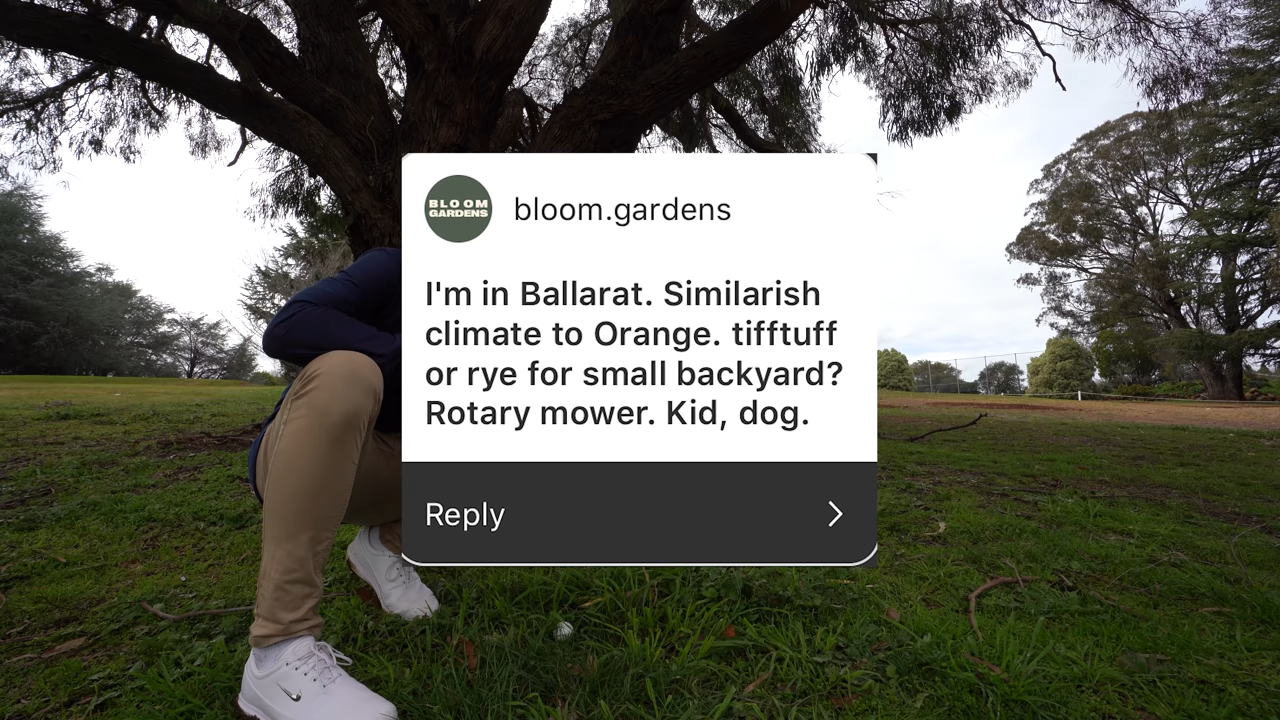 BLOOM
GARDENS
bloom.gardens
I'm in Ballarat. Similarish
climate to Orange. tifftuff
or rye for small backyard?
Rotary mower. Kid, dog.
Reply